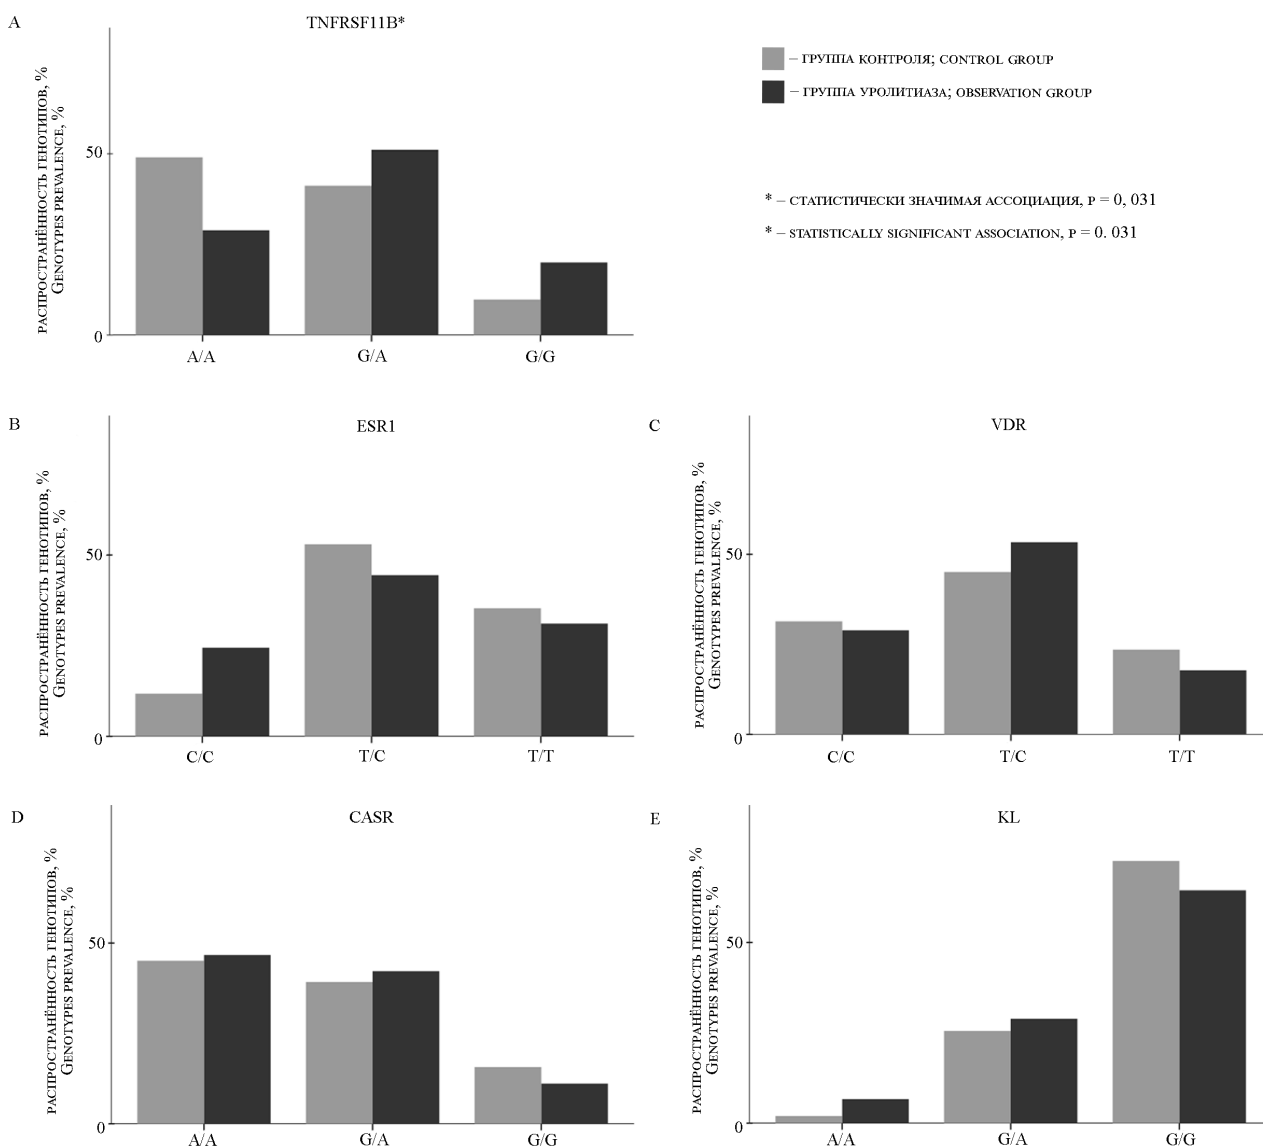 A
TNFRSF11B*
распространённость генотипов, %
Genotypes prevalence, %
50
0
A/A
G/A
G/G
– группа контроля; control group
– группа уролитиаза; observation group
* – статистически значимая ассоциация, p = 0, 031
* – statistically significant association, p = 0. 031
B
ESR1
распространённость генотипов, %
Genotypes prevalence, %
50
0
C/C
T/C
T/T
C
VDR
распространённость генотипов, %
Genotypes prevalence, %
50
0
C/C
T/C
T/T
D
CASR
распространённость генотипов, %
Genotypes prevalence, %
50
0
A/A
G/A
G/G
E
KL
распространённость генотипов, %
Genotypes prevalence, %
50
0
A/A
G/A
G/G